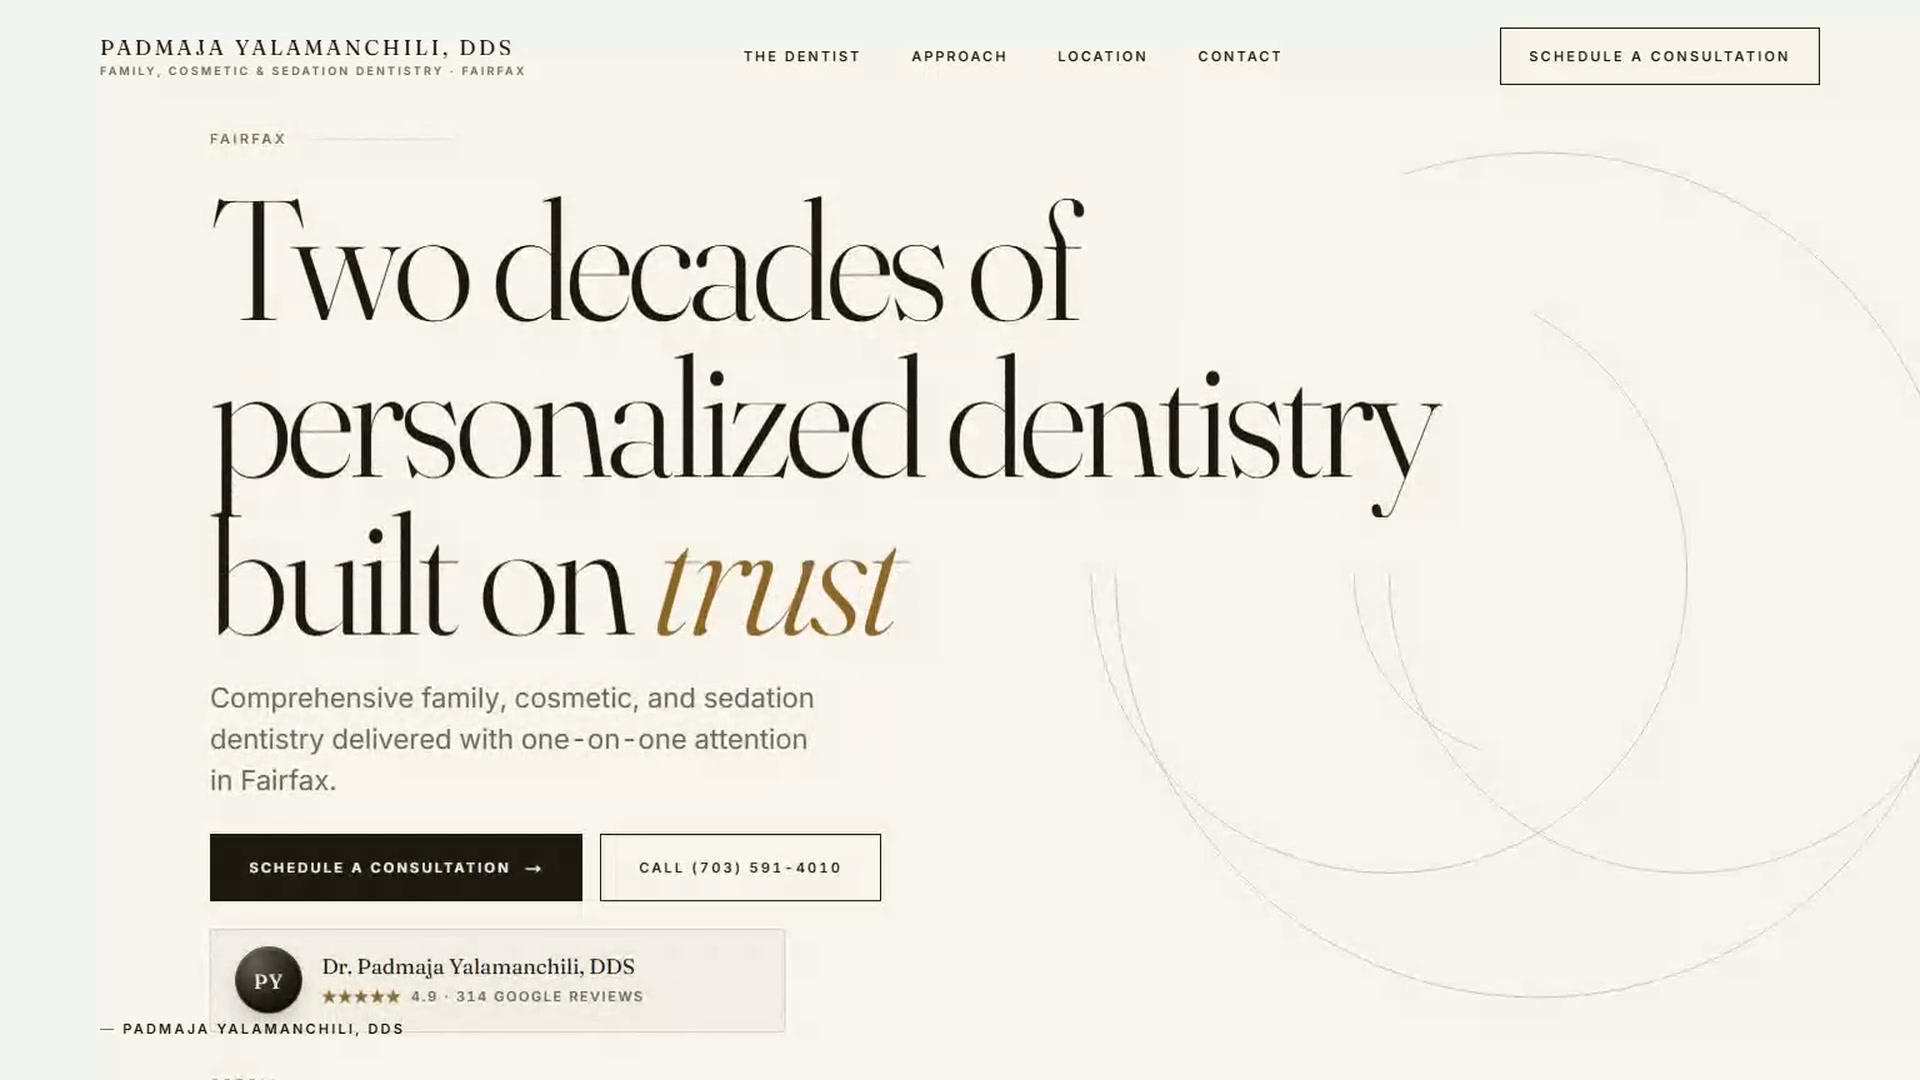 PADMAJA YALAMANCHILI, DDS
FAMILY, COSMETIC & SEDATION DENTISTRY · FAIRFAX
THE DENTIST
APPROACH
LOCATION
CONTACT
SCHEDULE A CONSULTATION
FAIRFAX
Two decades of
personalized dentistry
built on trust
Comprehensive family, cosmetic, and sedation
dentistry delivered with one-on-one attention
in Fairfax.
SCHEDULE A CONSULTATION →
CALL (703) 591-4010
PY
Dr. Padmaja Yalamanchili, DDS
★★★★★ 4.9 · 314 GOOGLE REVIEWS
— PADMAJA YALAMANCHILI, DDS